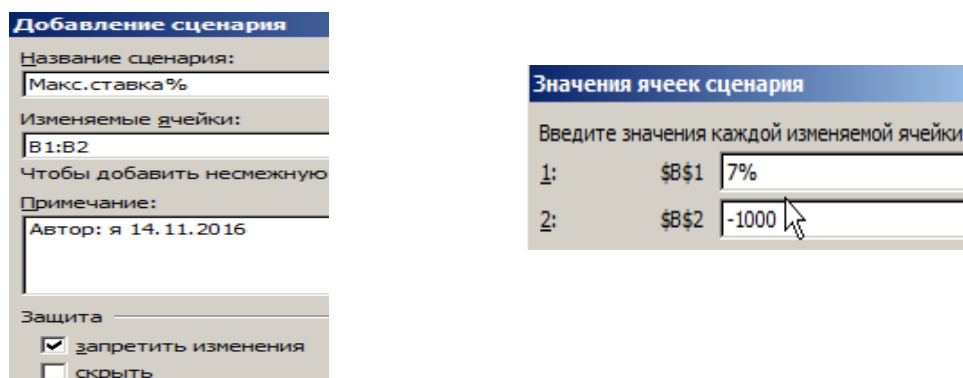 Добавление сценария
Название сценария:
Макс.ставка%
Изменяемые ячейки:
B1:B2
Чтобы добавить несмежную
Примечание:
Автор: я 14.11.2016
Защита
запретить изменения
скрыть
Значения ячеек сценария
Введите значения каждой изменяемой ячейки
1: $B$1 7%
2: $B$2 -1000